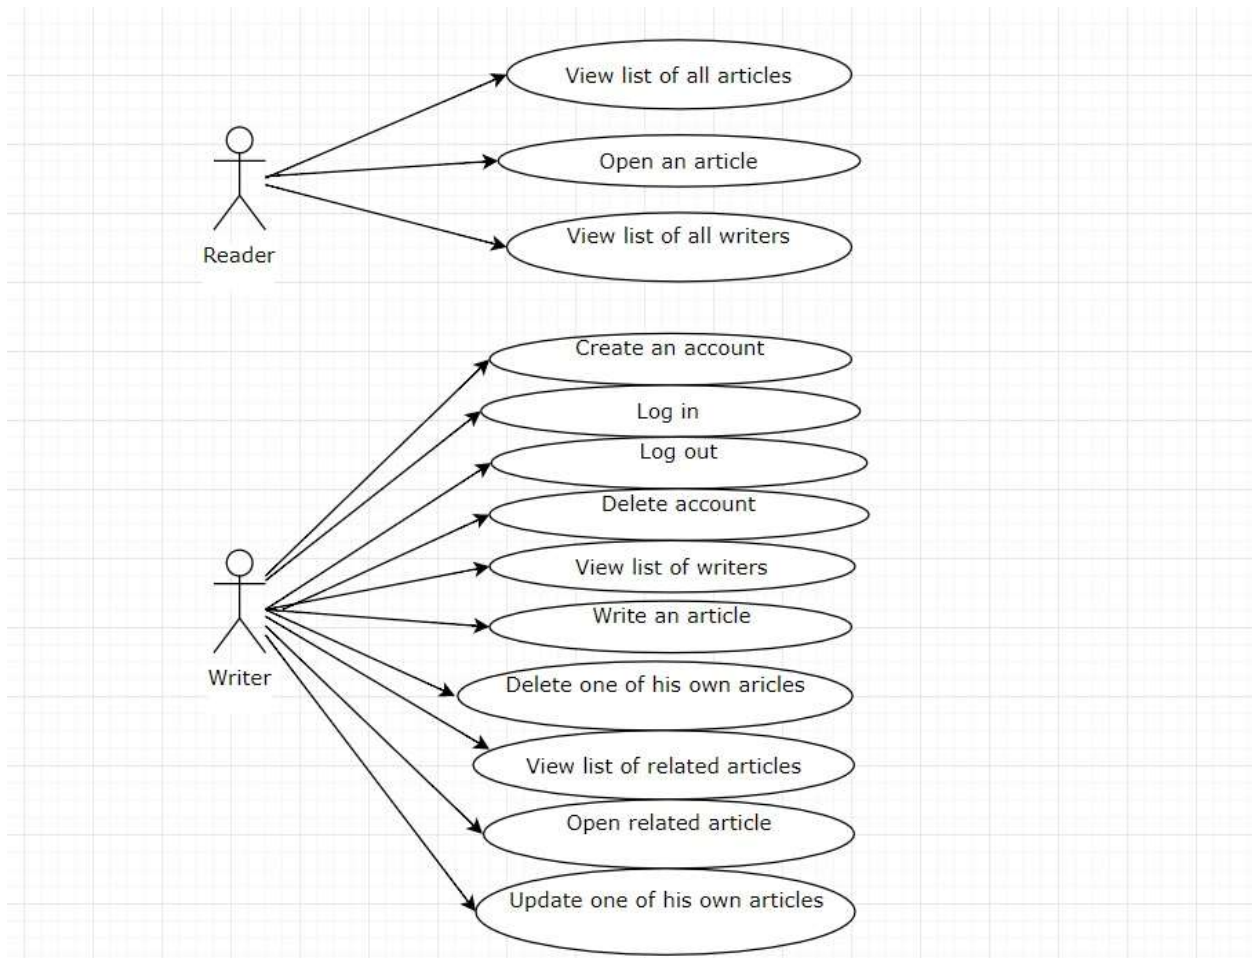 View list of all articles
Open an article
View list of all writers
Reader
Create an account
Log in
Log out
Delete account
View list of writers
Write an article
Writer
Delete one of his own aricles
View list of related articles
Open related article
Update one of his own articles